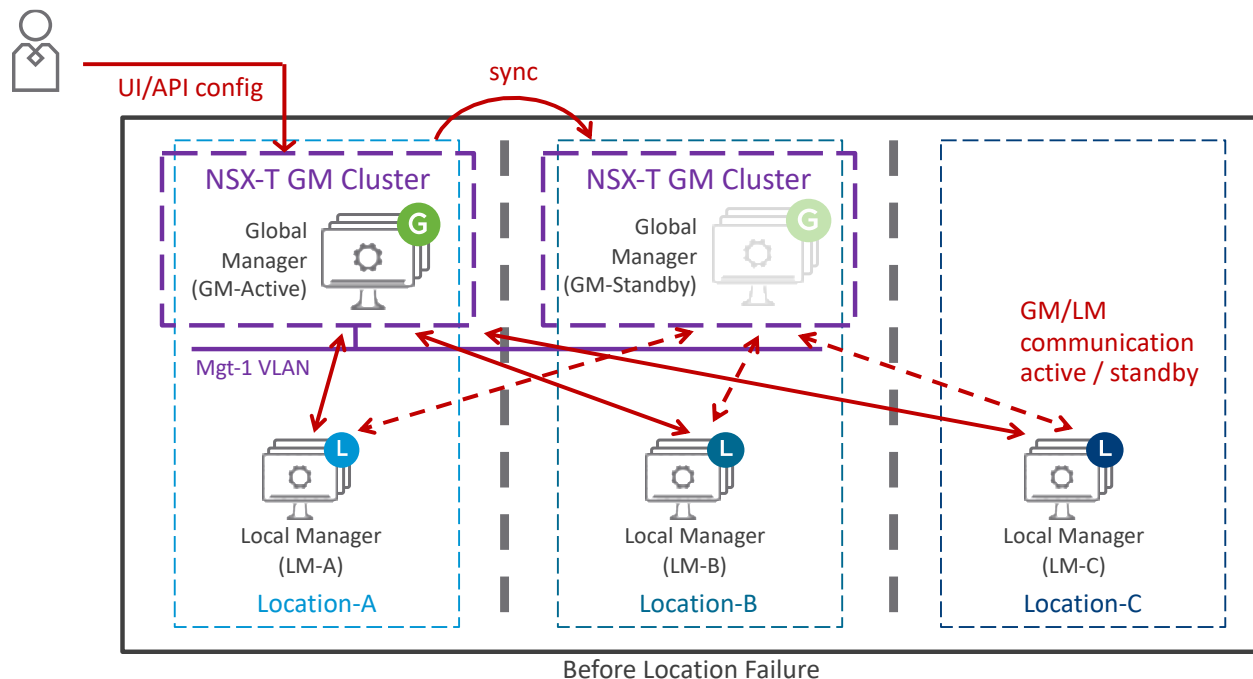 UI/API config
sync
NSX-T GM Cluster
Global
Manager
(GM-Active)
G
NSX-T GM Cluster
Global
Manager
(GM-Standby)
G
GM/LM
communication
active / standby
Mgt-1 VLAN
L
Local Manager
(LM-A)
Location-A
L
Local Manager
(LM-B)
Location-B
L
Local Manager
(LM-C)
Location-C
Before Location Failure